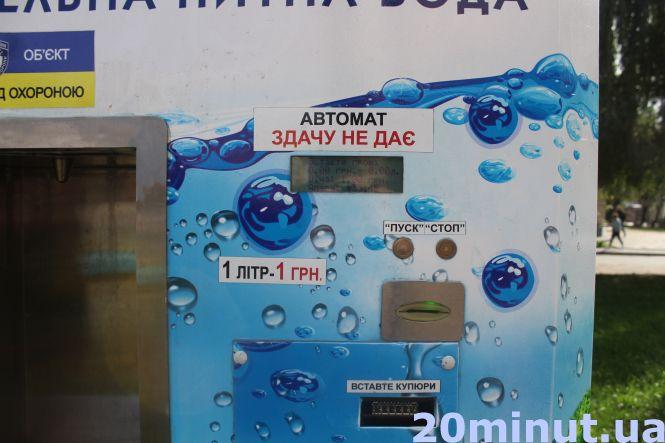 ЕЛЬНА ПИТНА ВОДА
ОБ'ЄКТ
Д ОХОРОНОЮ
АВТОМАТ
ЗДАЧУ НЕ ДАЄ
"ПУСК" "СТОП"
1 ЛІТР-1 ГРН.
ВСТАВТЕ КУПЮРИ
20minut.ua